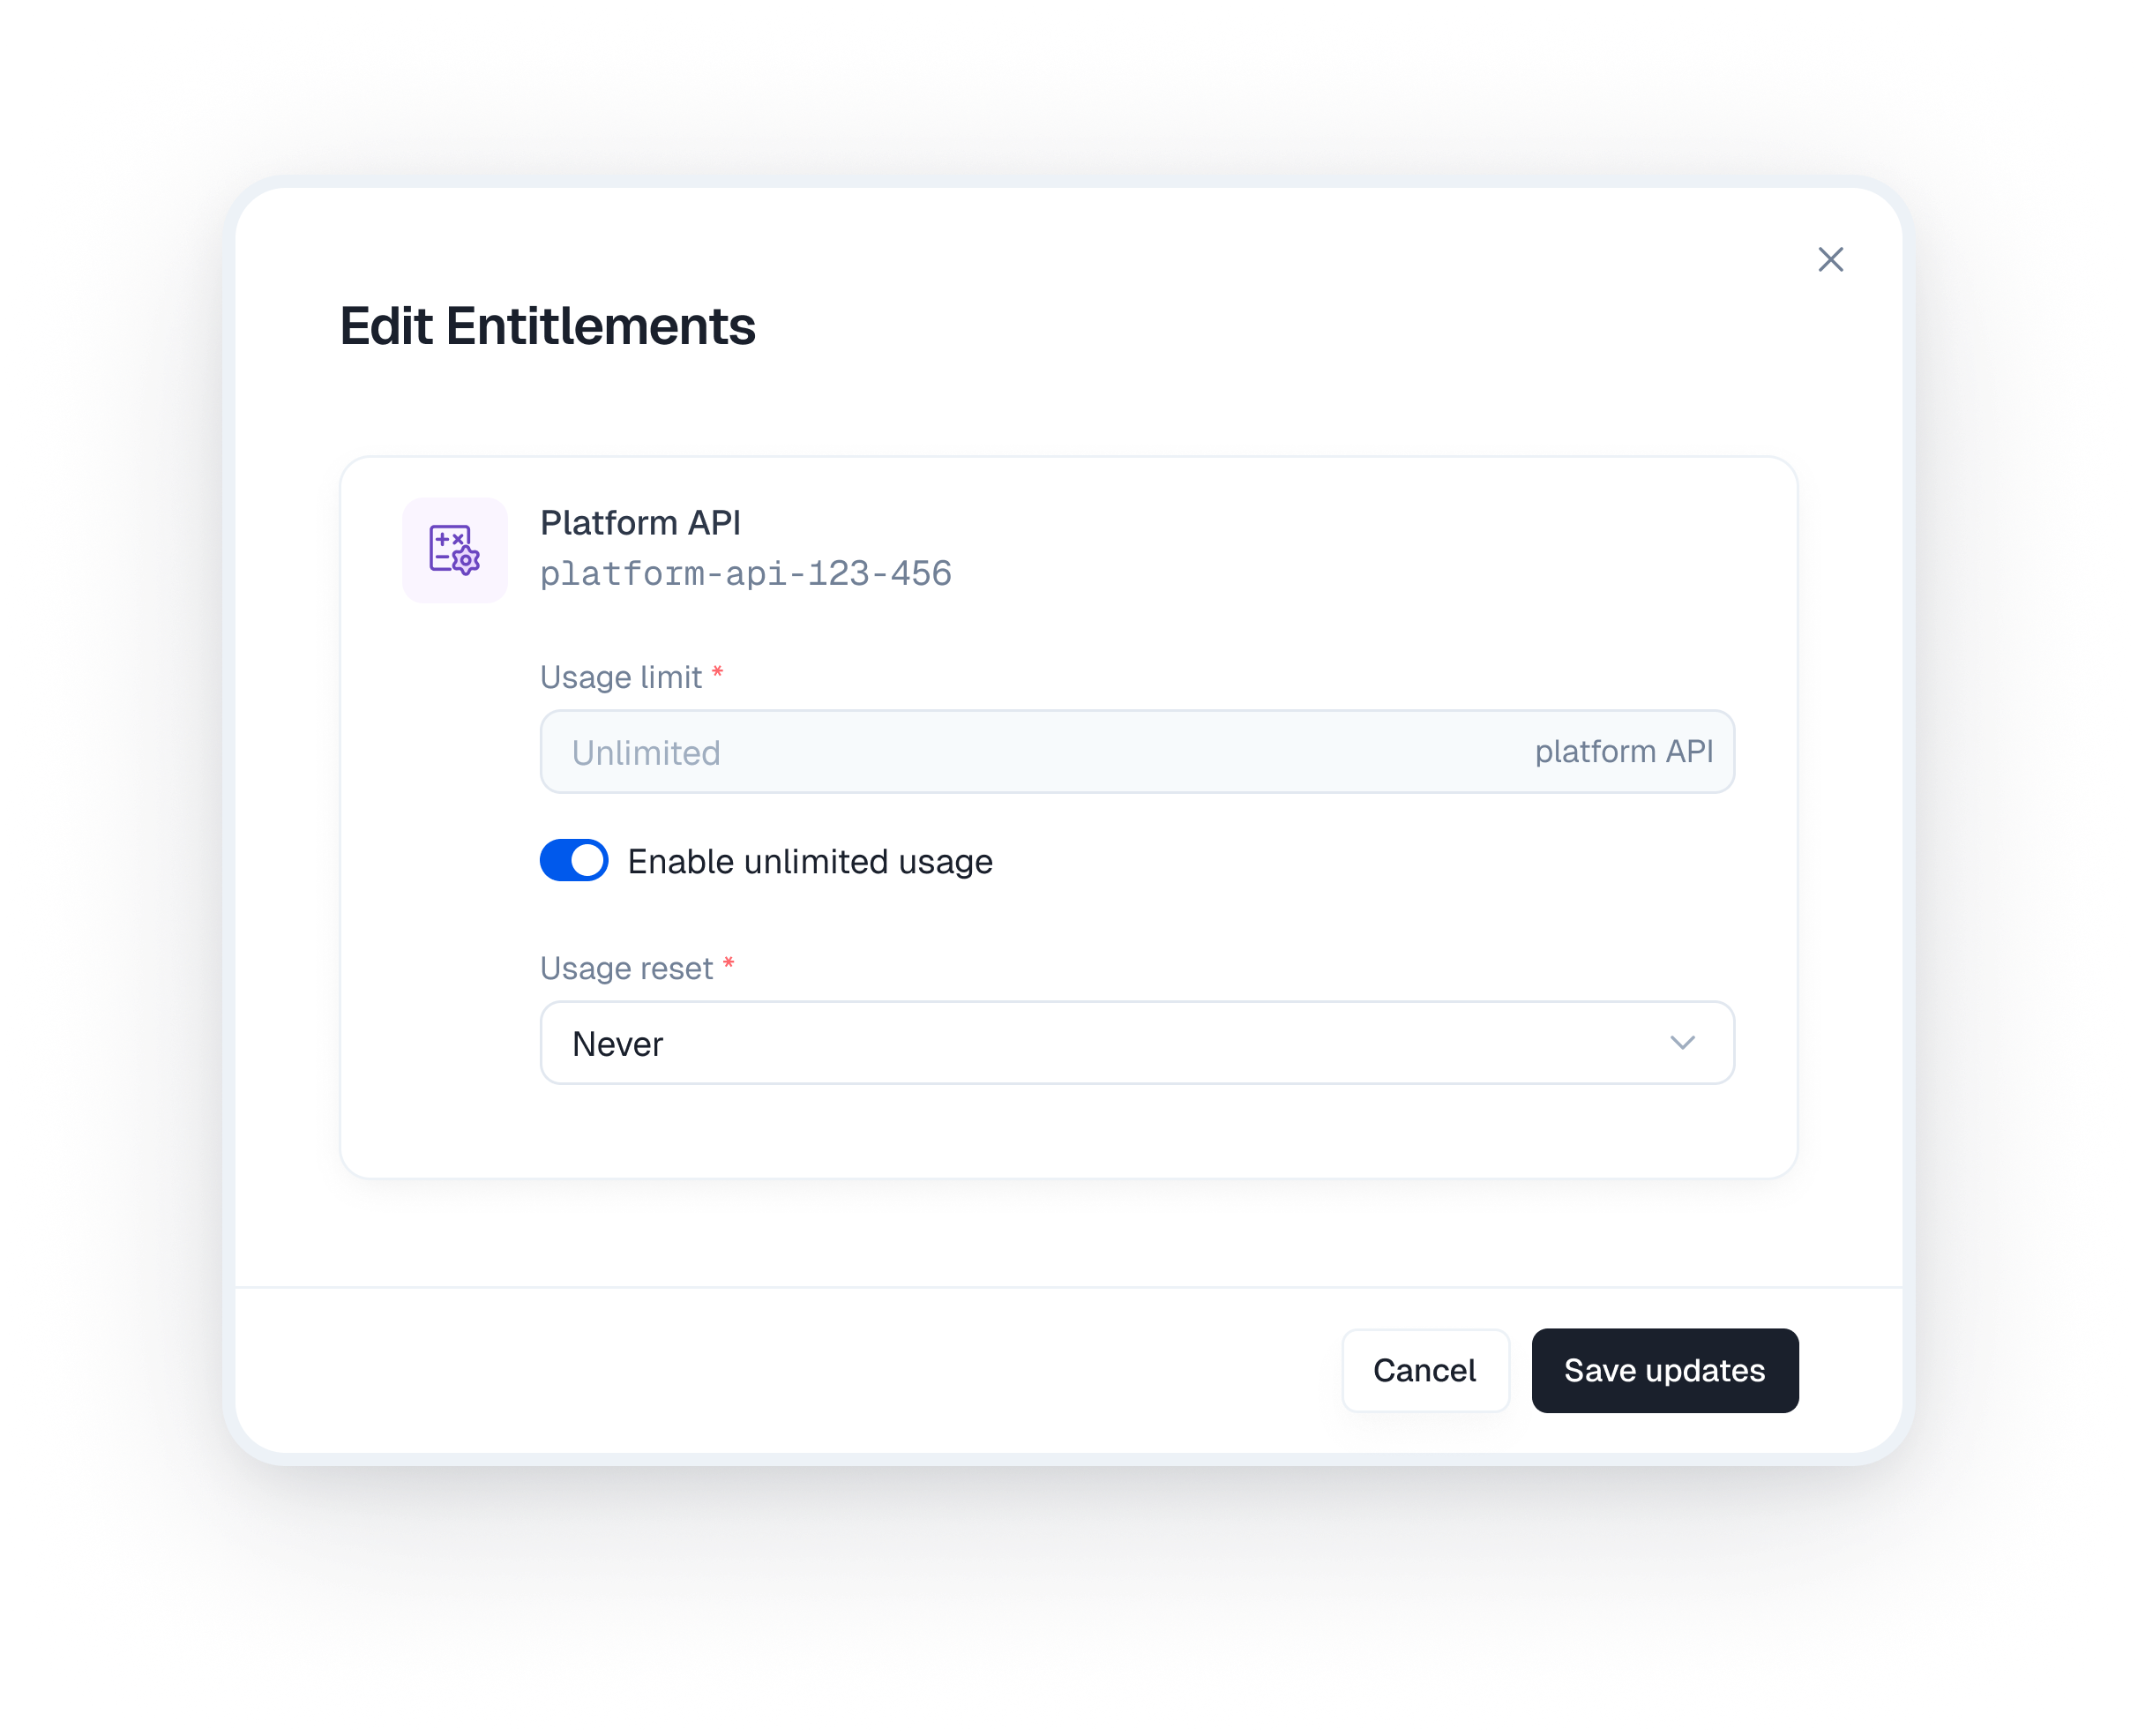 Edit Entitlements
Platform API
platform-api-123-456
Usage limit *
Unlimited platform API
Enable unlimited usage
Usage reset *
Never
Cancel Save updates